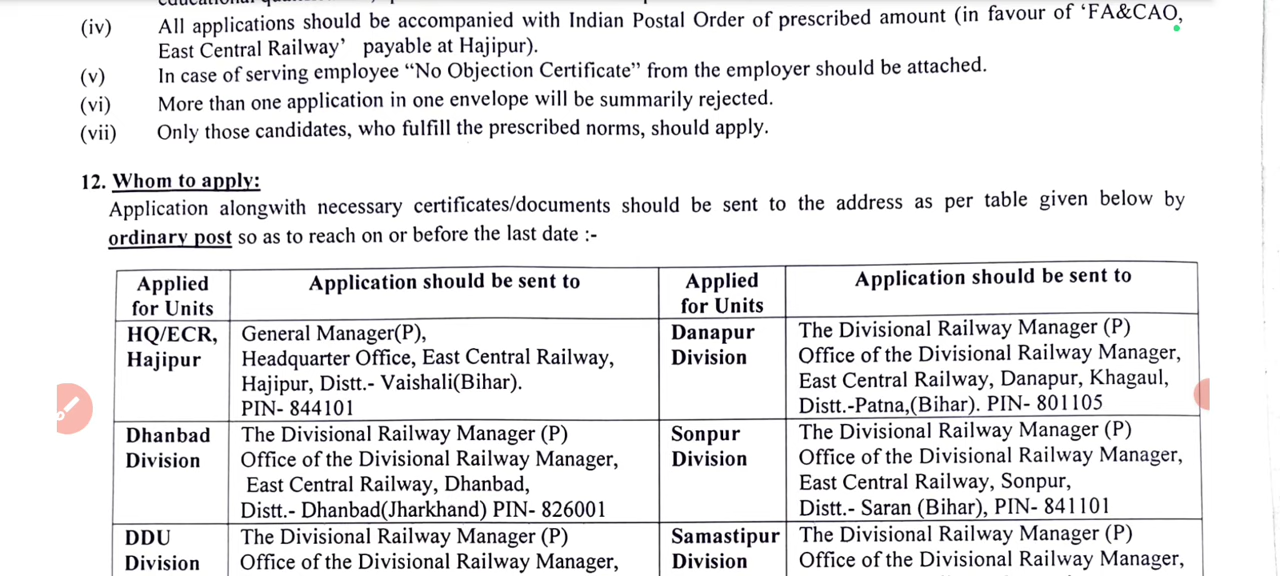 (iv) All applications should be accompanied with Indian Postal Order of prescribed amount (in favour of ‘FA&CAO,
East Central Railway’ payable at Hajipur).
(v) In case of serving employee “No Objection Certificate” from the employer should be attached.
(vi) More than one application in one envelope will be summarily rejected.
(vii) Only those candidates, who fulfill the prescribed norms, should apply.
12. Whom to apply:
Application alongwith necessary certificates/documents should be sent to the address as per table given below by
ordinary post so as to reach on or before the last date :-
Applied
for Units
Application should be sent to
Applied
for Units
Application should be sent to
HQ/ECR,
Hajipur
General Manager(P),
Headquarter Office, East Central Railway,
Hajipur, Distt.- Vaishali(Bihar).
PIN- 844101
Danapur
Division
The Divisional Railway Manager (P)
Office of the Divisional Railway Manager,
East Central Railway, Danapur, Khagaul,
Distt.-Patna,(Bihar). PIN- 801105
Dhanbad
Division
The Divisional Railway Manager (P)
Office of the Divisional Railway Manager,
East Central Railway, Dhanbad,
Distt.- Dhanbad(Jharkhand) PIN- 826001
Sonpur
Division
The Divisional Railway Manager (P)
Office of the Divisional Railway Manager,
East Central Railway, Sonpur,
Distt.- Saran (Bihar), PIN- 841101
DDU
Division
The Divisional Railway Manager (P)
Office of the Divisional Railway Manager,
Samastipur
Division
The Divisional Railway Manager (P)
Office of the Divisional Railway Manager,